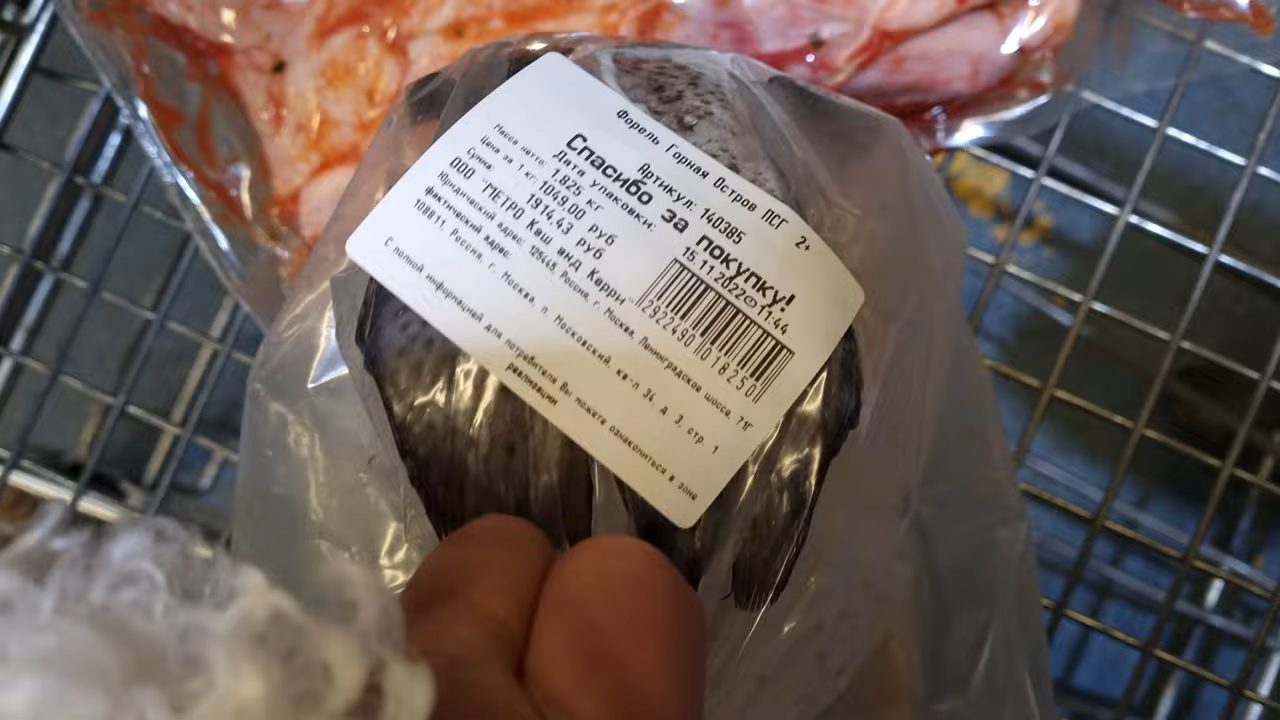 Форель Горная Остров ПСГ 2+
Артикул: 140385
Спасибо за покупку!
Дата упаковки: 15.11.2022 11:44
Масса нетто: 1.825 кг
Цена за 1 кг: 1049,00 руб
Сумма: 1914,43 руб
ООО "МЕТРО Кэш энд Керри"
Юридический адрес: 125445, Россия, г. Москва, Ленинградское шоссе, 71Г
фактический адрес:
108811, Россия, г. Москва, п. Московский, кв-л 34, д. 3, стр. 1
С полной информацией для потребителя Вы можете ознакомиться в зоне
реализации
2922490018250